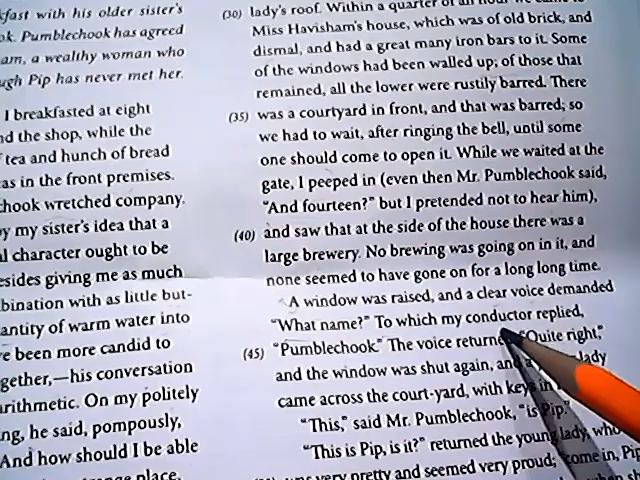 kfast with his older sister's
ok. Pumblechook has agreed
am, a wealthy woman who
ugh Pip has never met her.
I breakfasted at eight
nd the shop, while the
tea and hunch of bread
as in the front premises.
hook wretched company.
y my sister's idea that a
l character ought to be
esides giving me as much
bination with as little but-
antity of warm water into
e been more candid to
gether,—his conversation
rithmetic. On my politely
ng, he said, pompously,
And how should I be able
place,
(30) lady's roof. Within a quarter of an hour we came to
Miss Havisham's house, which was of old brick, and
dismal, and had a great many iron bars to it. Some
of the windows had been walled up; of those that
remained, all the lower were rustily barred. There
(35) was a courtyard in front, and that was barred; so
we had to wait, after ringing the bell, until some
one should come to open it. While we waited at the
gate, I peeped in (even then Mr. Pumblechook said,
"And fourteen?" but I pretended not to hear him),
(40) and saw that at the side of the house there was a
large brewery. No brewing was going on in it, and
none seemed to have gone on for a long long time.
A window was raised, and a clear voice demanded
"What name?" To which my conductor replied,
(45) "Pumblechook." The voice returne "Quite right,"
and the window was shut again, and a lady
came across the court-yard, with keys in
"This," said Mr. Pumblechook, "is Pip."
"This is Pip, is it?" returned the young lady, who
very pretty and seemed very proud; "come in, Pip